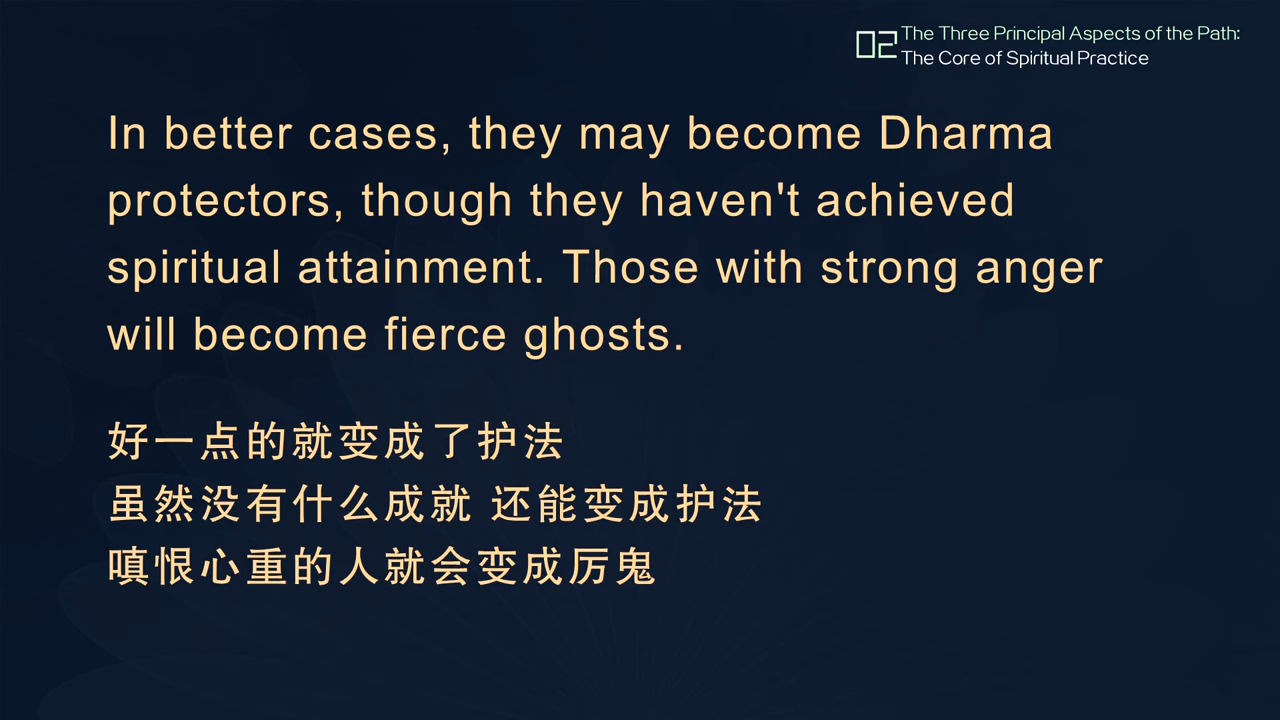 02
The Three Principal Aspects of the Path:
The Core of Spiritual Practice
In better cases, they may become Dharma
protectors, though they haven't achieved
spiritual attainment. Those with strong anger
will become fierce ghosts.
好一点的就变成了护法
虽然没有什么成就 还能变成护法
嗔恨心重的人就会变成厉鬼